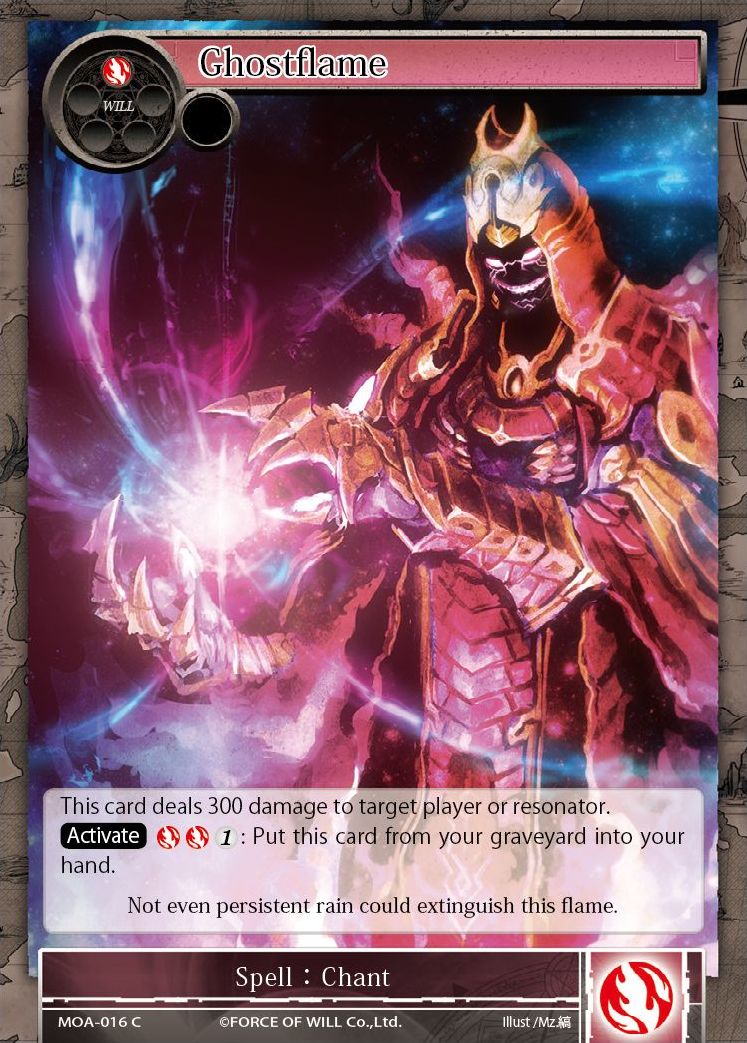 Ghostflame
WILL
This card deals 300 damage to target player or resonator.
Activate 1 : Put this card from your graveyard into your
hand.
Not even persistent rain could extinguish this flame.
Spell : Chant
MOA-016 C ©FORCE OF WILL Co.,Ltd. Illust /Mz.縞